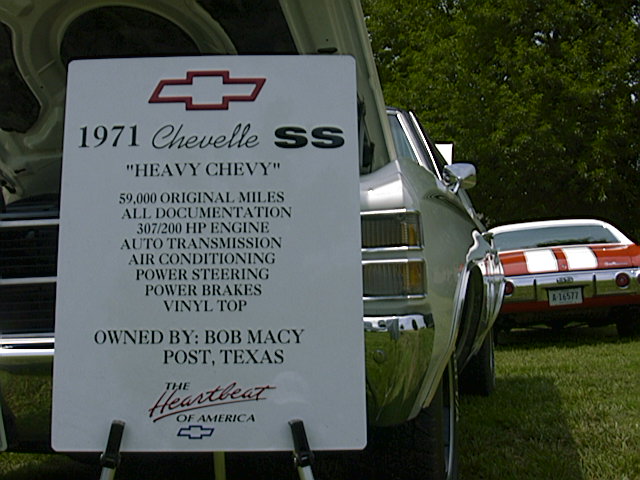 1971 Chevelle SS
"HEAVY CHEVY"
59,000 ORIGINAL MILES
ALL DOCUMENTATION
307/200 HP ENGINE
AUTO TRANSMISSION
AIR CONDITIONING
POWER STEERING
POWER BRAKES
VINYL TOP
OWNED BY: BOB MACY
POST, TEXAS
THE
Heartbeat
OF AMERICA
A-16577